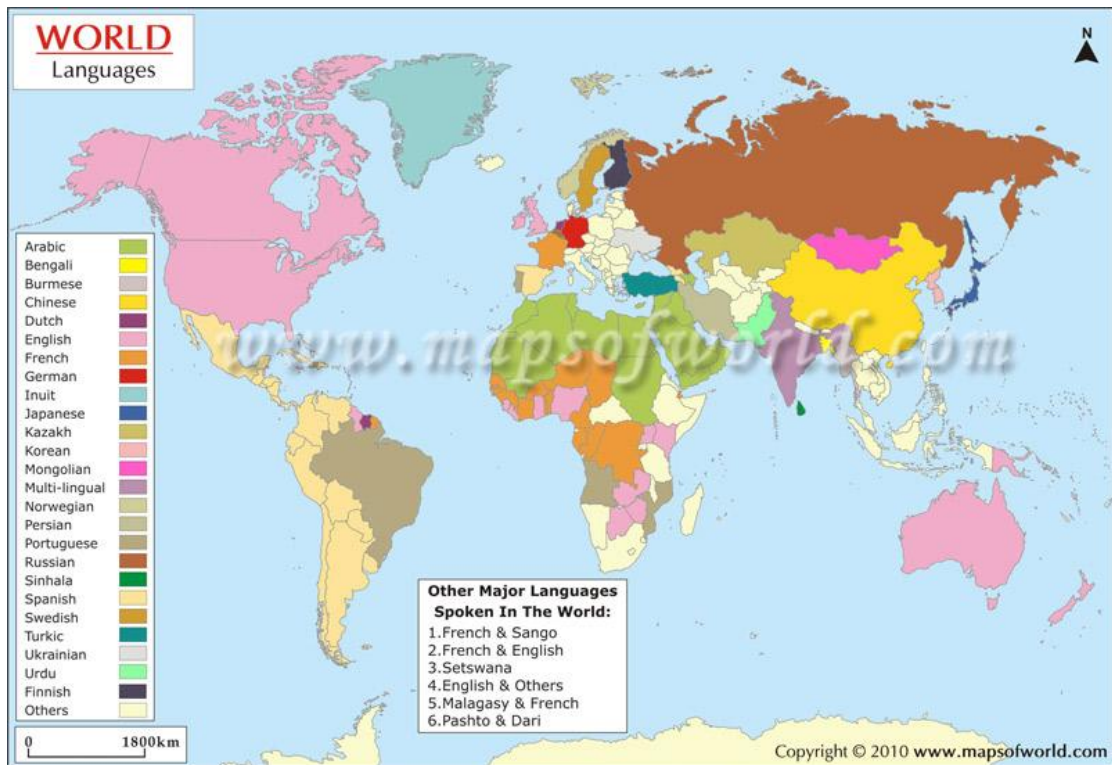 WORLD
Languages
N
www.mapsofworld.com
Arabic
Bengali
Burmese
Chinese
Dutch
English
French
German
Inuit
Japanese
Kazakh
Korean
Mongolian
Multi-lingual
Norwegian
Persian
Portuguese
Russian
Sinhala
Spanish
Swedish
Turkic
Ukrainian
Urdu
Finnish
Others
Other Major Languages
Spoken In The World:
1.French & Sango
2.French & English
3.Setswana
4.English & Others
5.Malagasy & French
6.Pashto & Dari
0 1800km
Copyright © 2010 www.mapsofworld.com